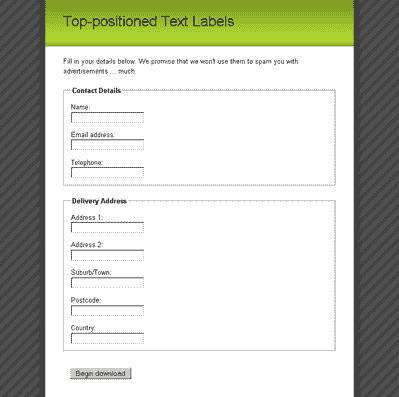 Top-positioned Text Labels
Fill in your details below. We promise that we won't use them to spam you with
advertisements ... much.
Contact Details
Name:
Email address:
Telephone:
Delivery Address
Address 1:
Address 2:
Suburb/Town:
Postcode:
Country:
Begin download